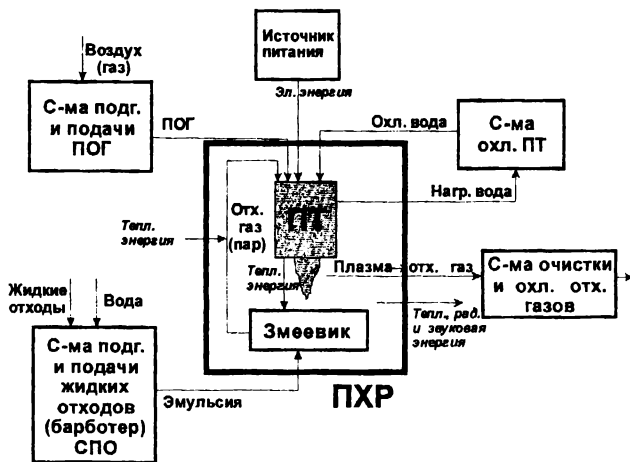 Источник
питания
Воздух
(газ)
Эл. энергия
С-ма подг.
и подачи
ПОГ
ПОГ
Охл. вода
С-ма
охл. ПТ
Нагр. вода
ПТ
Отх.
газ
(пар)
Тепл.
энергия
Тепл.
энергия
Плазма отх. газ
С-ма очистки
и охл. отх.
газов
Тепл., рад.
и звуковая
энергия
Жидкие
отходы
Вода
Змеевик
С-ма подг.
и подачи
жидких
отходов
(барботер)
СПО
Эмульсия
ПХР